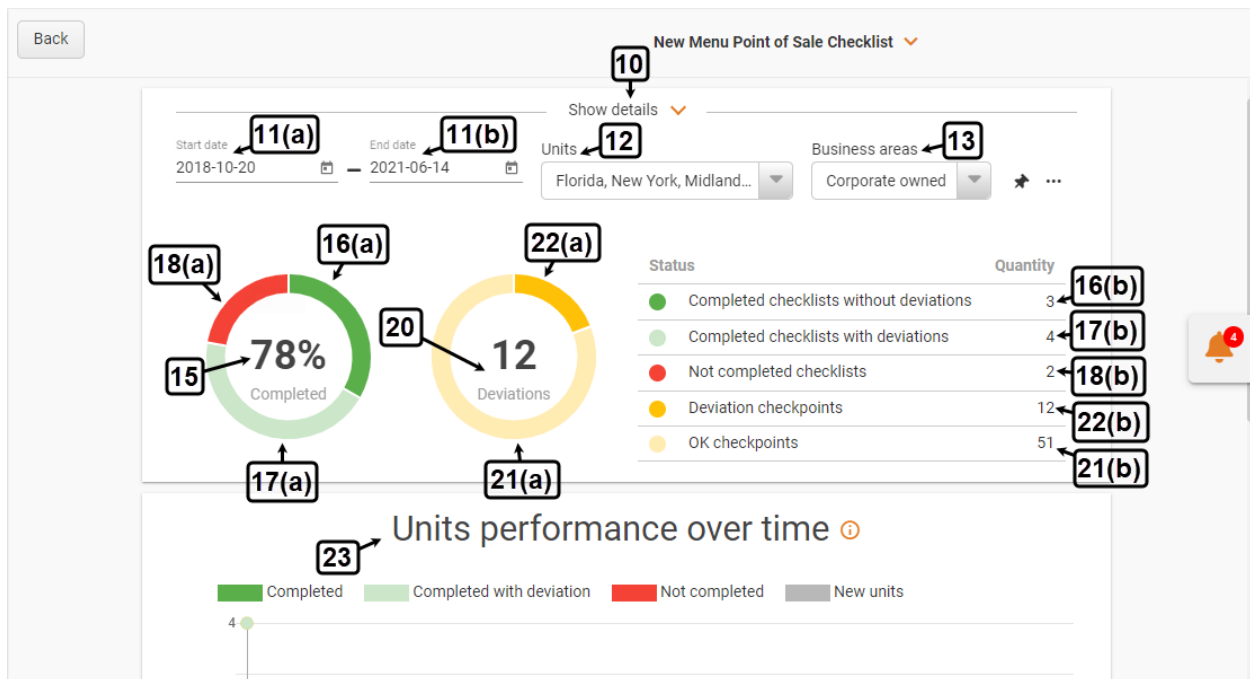 Back
New Menu Point of Sale Checklist
10
Show details
11(a)
11(b)
12
13
Start date
End date
Units
Business areas
2018-10-20
2021-06-14
Florida, New York, Midland...
Corporate owned
16(a)
22(a)
18(a)
Status Quantity
16(b)
Completed checklists without deviations 3
20
17(b)
Completed checklists with deviations 4
4
78%
12
15
Not completed checklists 2
18(b)
Completed
Deviations
Deviation checkpoints 12
22(b)
OK checkpoints 51
21(b)
17(a)
21(a)
Units performance over time
23
Completed Completed with deviation Not completed New units
4